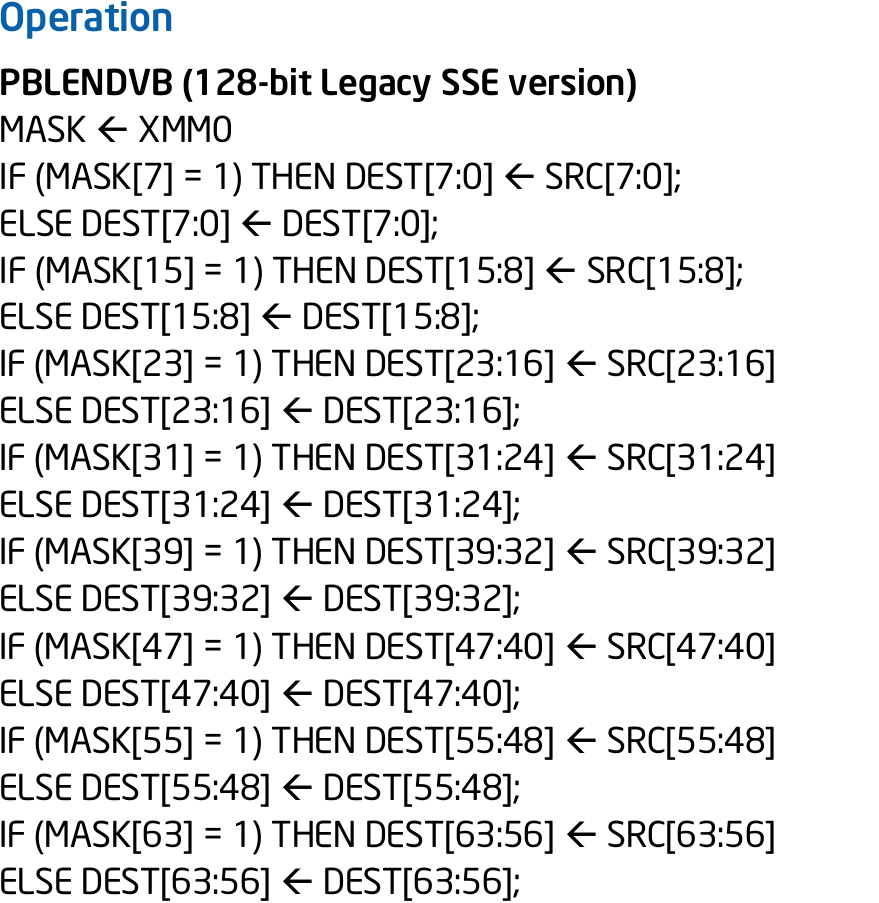 Operation
PBLENDVB (128-bit Legacy SSE version)
MASK ← XMM0
IF (MASK[7] = 1) THEN DEST[7:0] ← SRC[7:0];
ELSE DEST[7:0] ← DEST[7:0];
IF (MASK[15] = 1) THEN DEST[15:8] ← SRC[15:8];
ELSE DEST[15:8] ← DEST[15:8];
IF (MASK[23] = 1) THEN DEST[23:16] ← SRC[23:16]
ELSE DEST[23:16] ← DEST[23:16];
IF (MASK[31] = 1) THEN DEST[31:24] ← SRC[31:24]
ELSE DEST[31:24] ← DEST[31:24];
IF (MASK[39] = 1) THEN DEST[39:32] ← SRC[39:32]
ELSE DEST[39:32] ← DEST[39:32];
IF (MASK[47] = 1) THEN DEST[47:40] ← SRC[47:40]
ELSE DEST[47:40] ← DEST[47:40];
IF (MASK[55] = 1) THEN DEST[55:48] ← SRC[55:48]
ELSE DEST[55:48] ← DEST[55:48];
IF (MASK[63] = 1) THEN DEST[63:56] ← SRC[63:56]
ELSE DEST[63:56] ← DEST[63:56];